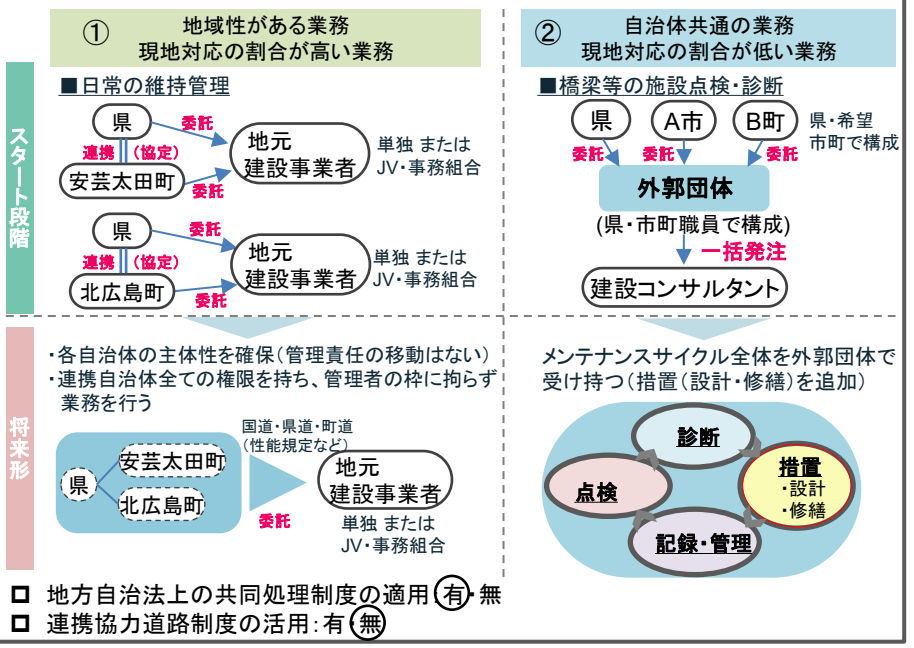 ① 地域性がある業務
現地対応の割合が高い業務
② 自治体共通の業務
現地対応の割合が低い業務
スタート段階
■日常の維持管理
県
委託
連携 (協定)
安芸太田町
委託
地元
建設事業者
単独 または
JV・事務組合
県
委託
連携 (協定)
北広島町
委託
地元
建設事業者
単独 または
JV・事務組合
■橋梁等の施設点検・診断
県 A市 B町
県・希望
市町で構成
委託 委託 委託
外郭団体
(県・市町職員で構成)
一括発注
建設コンサルタント
将来形
・各自治体の主体性を確保(管理責任の移動はない)
・連携自治体全ての権限を持ち、管理者の枠に拘らず
業務を行う
国道・県道・町道
(性能規定など)
県
安芸太田町
北広島町
委託
地元
建設事業者
単独 または
JV・事務組合
メンテナンスサイクル全体を外郭団体で
受け持つ(措置(設計・修繕)を追加)
診断
措置
・設計
・修繕
点検
記録・管理
地方自治法上の共同処理制度の適用:有・無
連携協力道路制度の活用:有・無